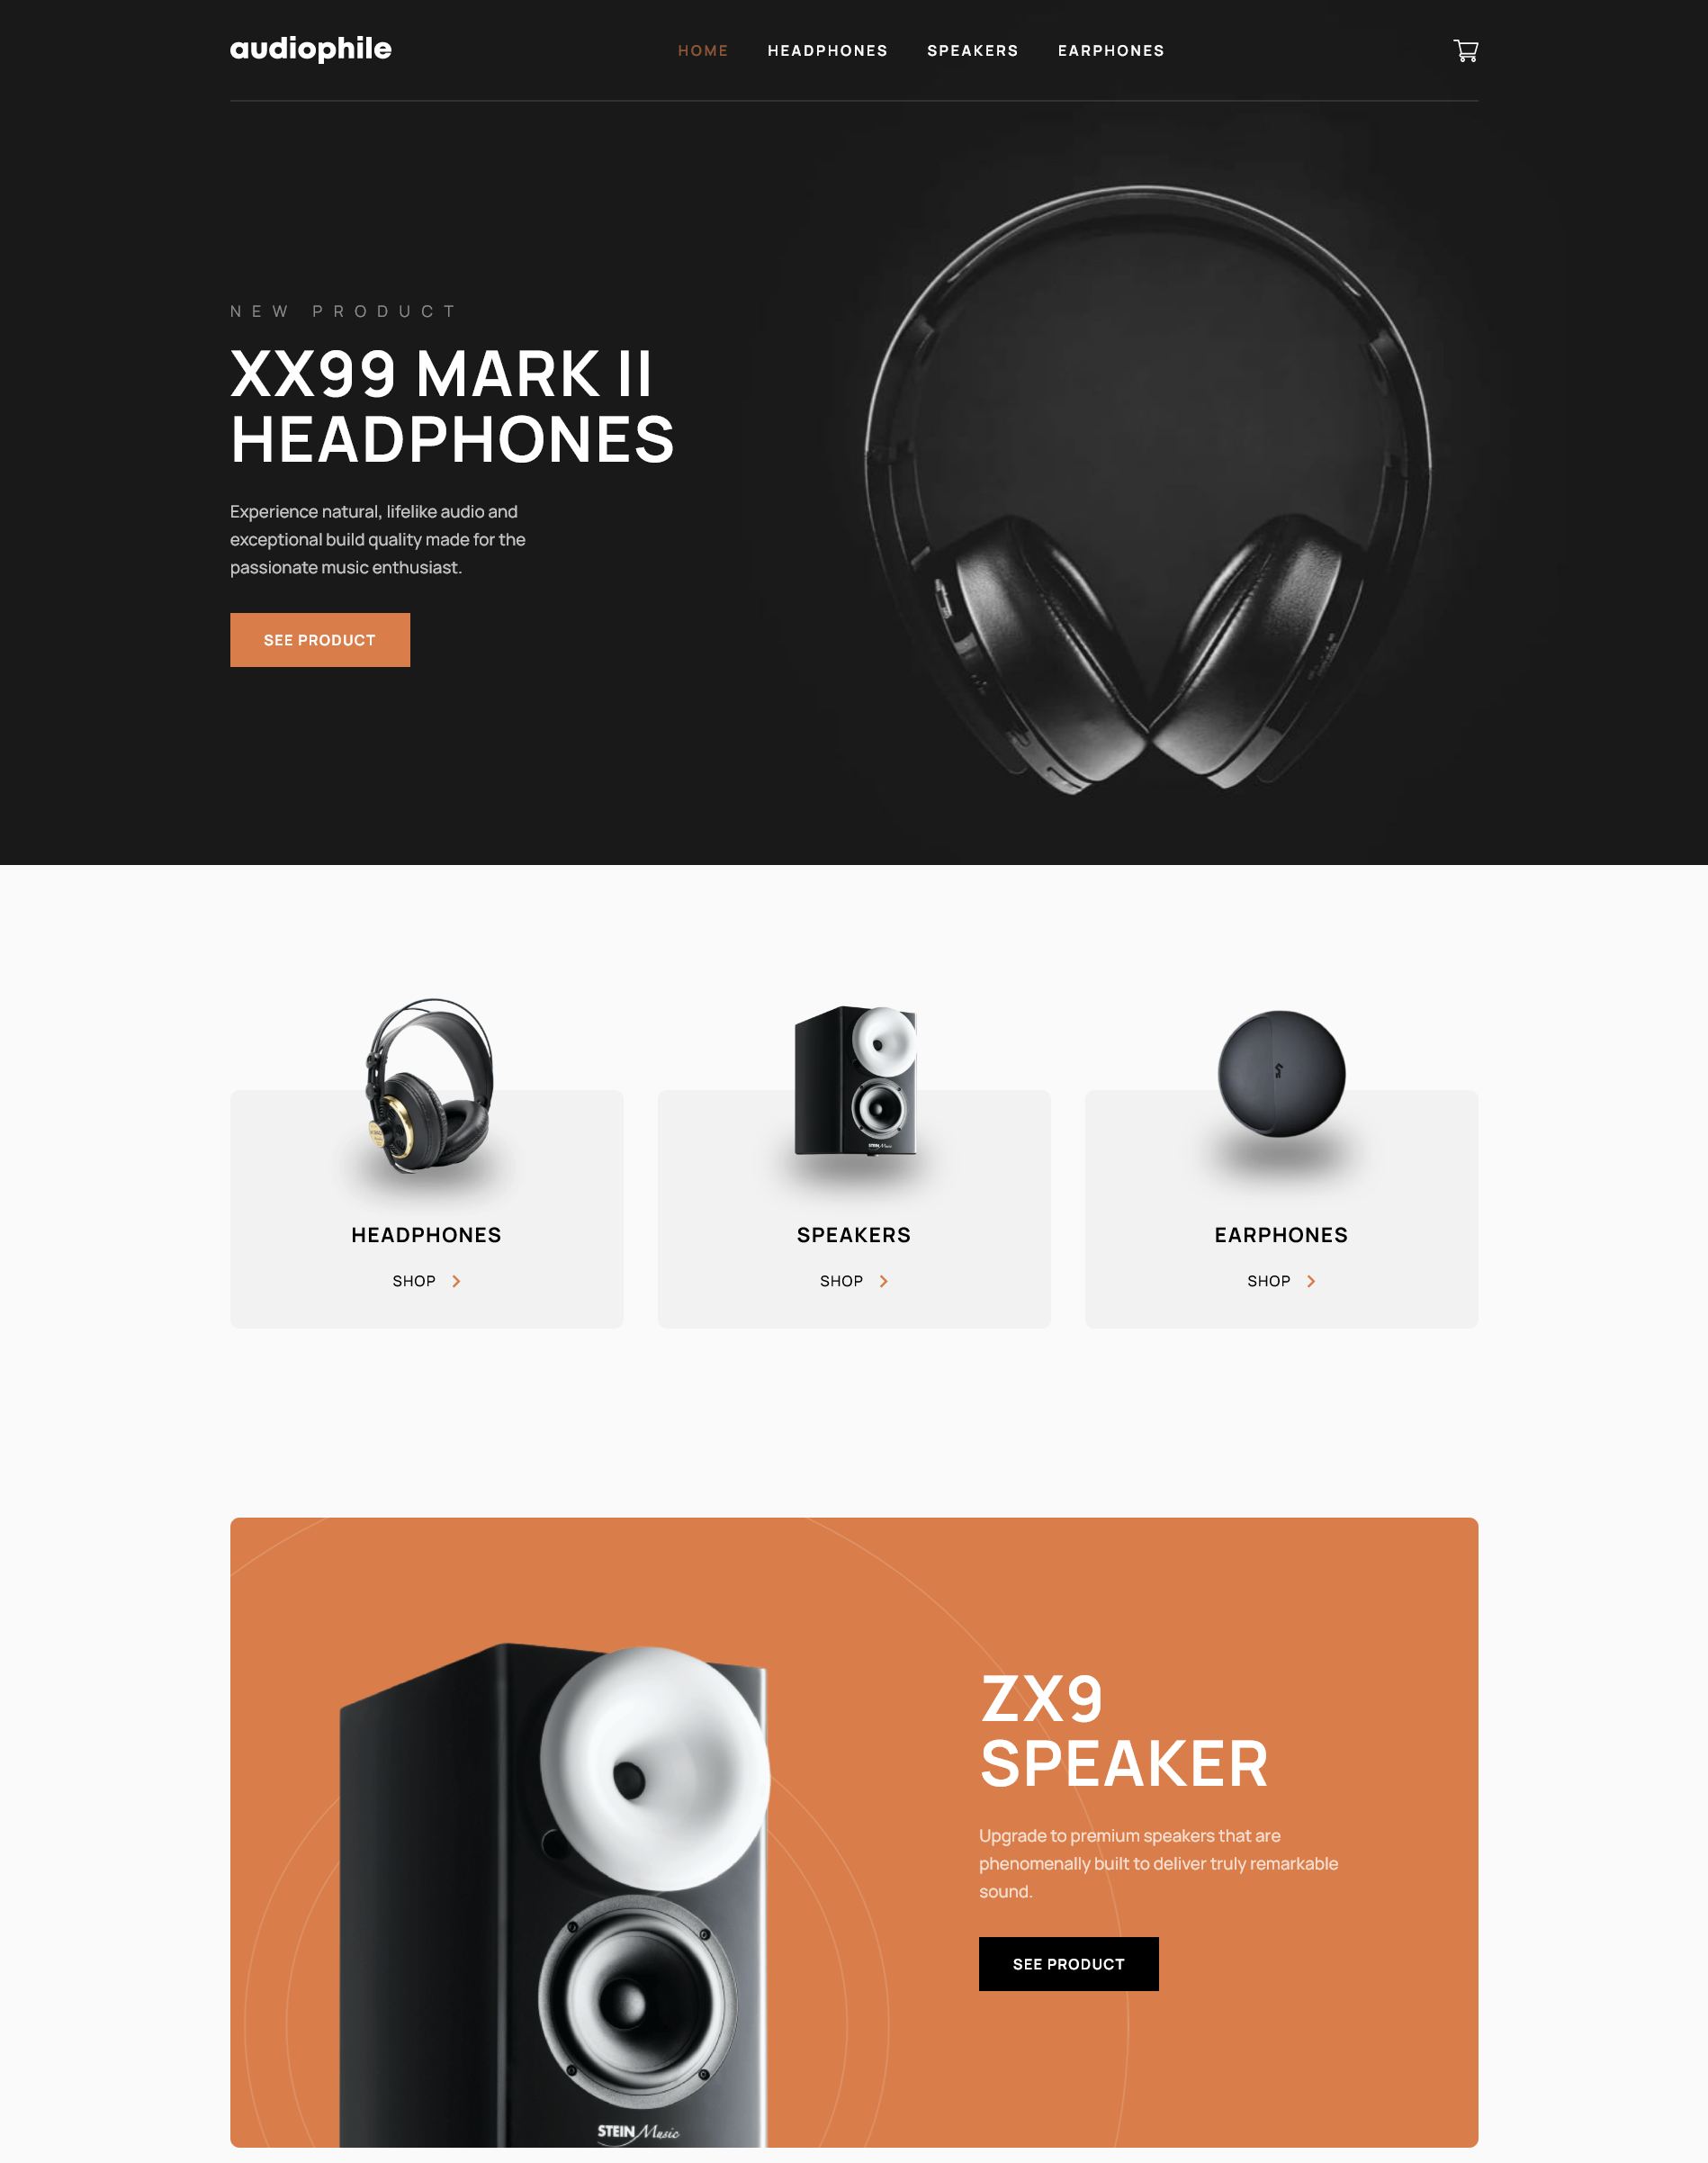 audiophile
HOME HEADPHONES SPEAKERS EARPHONES
NEW PRODUCT
XX99 MARK II
HEADPHONES
Experience natural, lifelike audio and
exceptional build quality made for the
passionate music enthusiast.
SEE PRODUCT
HEADPHONES
SHOP
SPEAKERS
SHOP
EARPHONES
SHOP
ZX9
SPEAKER
Upgrade to premium speakers that are
phenomenally built to deliver truly remarkable
sound.
SEE PRODUCT
STEIN Music